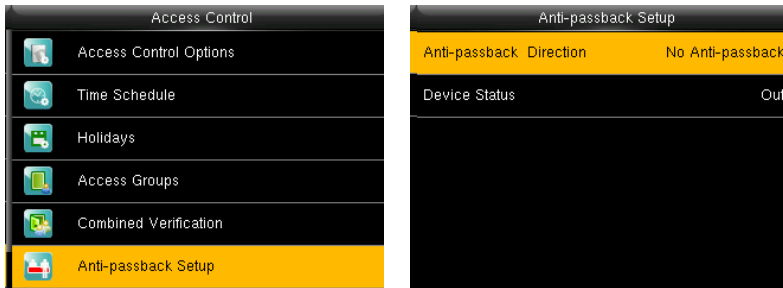 Access Control
Access Control Options
Time Schedule
Holidays
Access Groups
Combined Verification
Anti-passback Setup
Anti-passback Setup
Anti-passback Direction No Anti-passback
Device Status Out